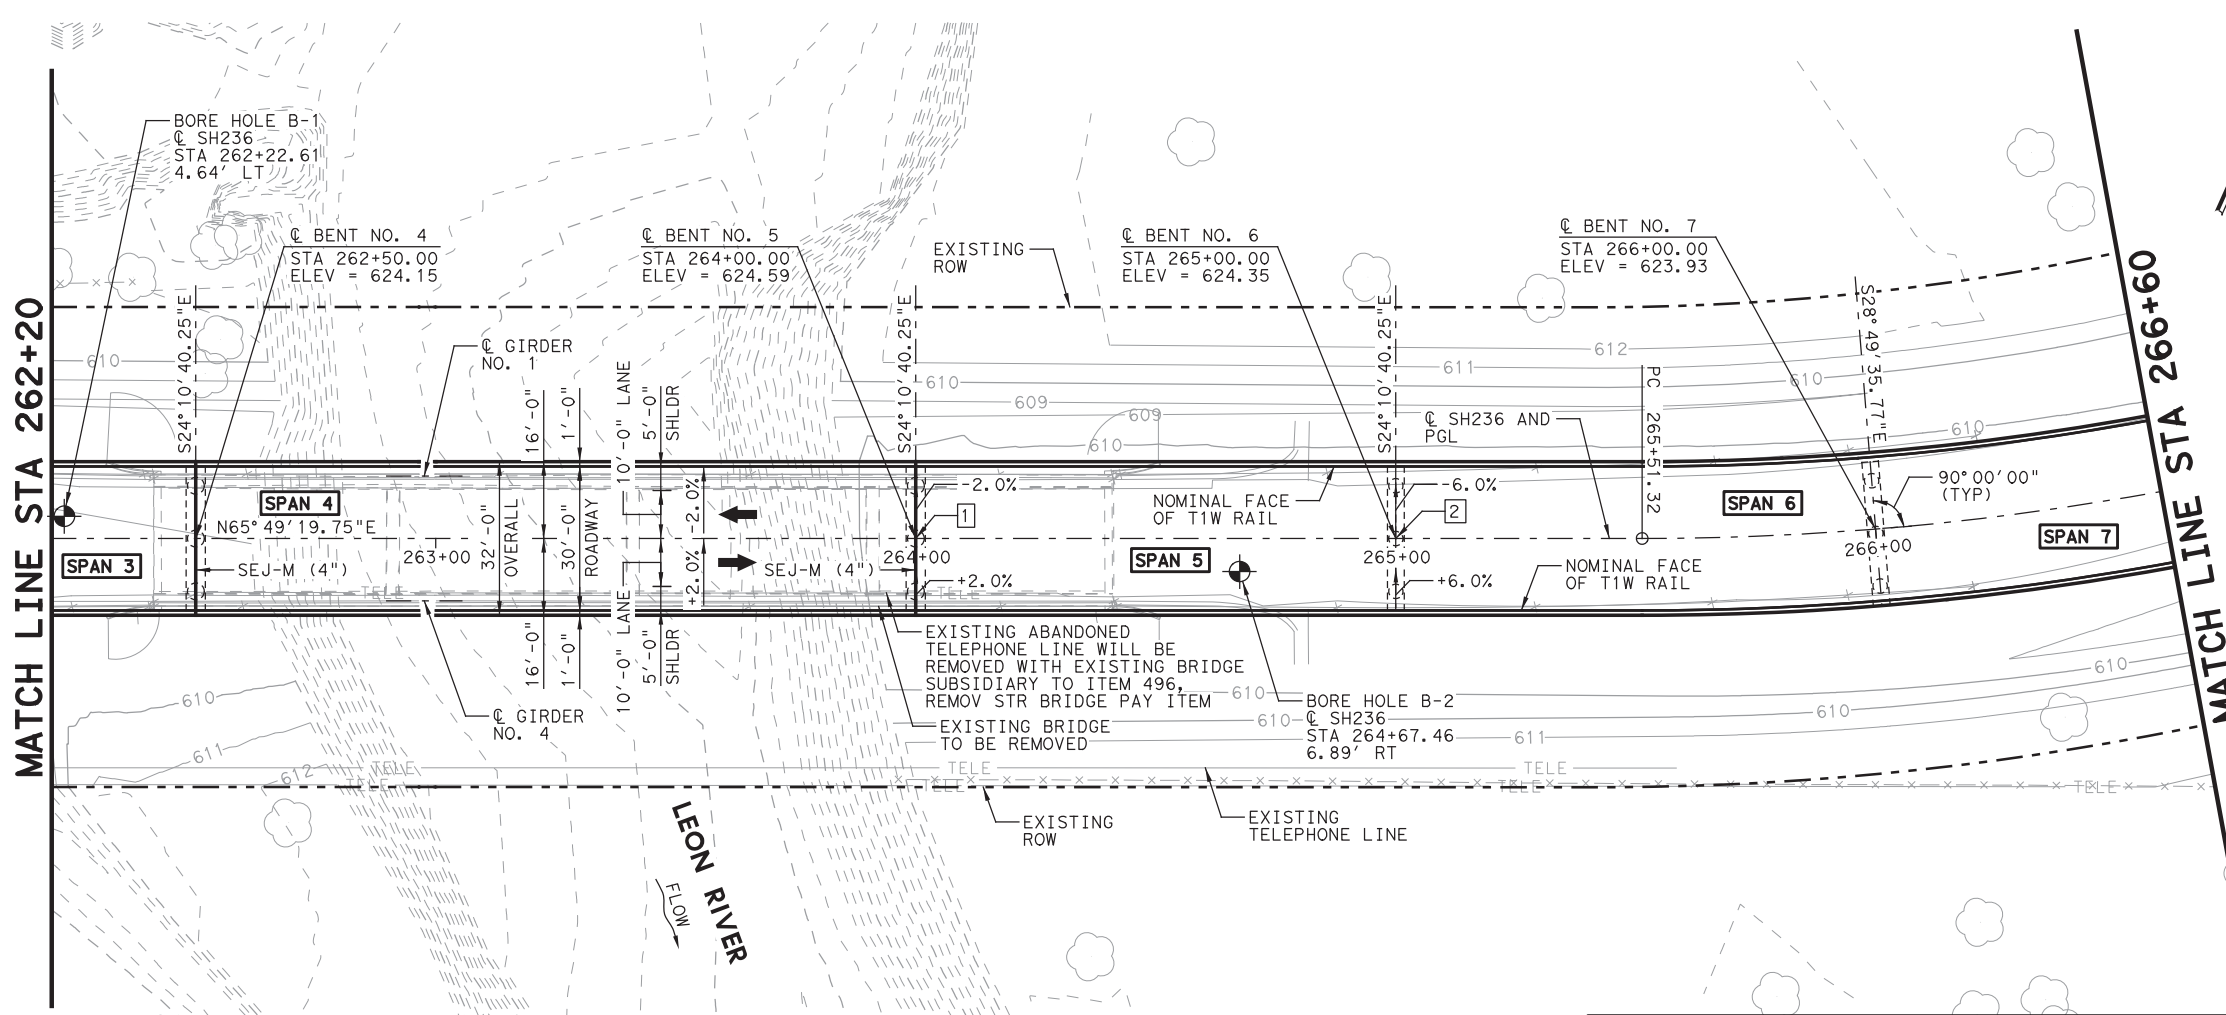 BORE HOLE B-1
℄ SH236
STA 262+22.61
4.64' LT
℄ BENT NO. 4
STA 262+50.00
ELEV = 624.15
℄ BENT NO. 5
STA 264+00.00
ELEV = 624.59
EXISTING
ROW
℄ BENT NO. 6
STA 265+00.00
ELEV = 624.35
℄ BENT NO. 7
STA 266+00.00
ELEV = 623.93
MATCH LINE STA 262+20
MATCH LINE STA 266+60
S24°10'40.25"E
S24°10'40.25"E
S24°10'40.25"E
S28°49'35.77"E
℄ GIRDER
NO. 1
610
612
611
610
610
609
609
610
610
16'-0"
1'-0"
10'-0" LANE
5'-0"
SHLDR
℄ SH236 AND
PGL
PC 265+51.32
SPAN 4
-2.0%
-2.0%
-6.0%
90°00'00"
(TYP)
NOMINAL FACE
OF T1W RAIL
1
2
SPAN 6
N65°49'19.75"E
263+00
32'-0"
OVERALL
30'-0"
ROADWAY
264+00
265+00
266+00
SPAN 7
SPAN 3
SEJ-M (4")
SEJ-M (4")
SPAN 5
+2.0%
+2.0%
+6.0%
NOMINAL FACE
OF T1W RAIL
TELE
TELE
16'-0"
1'-0"
10'-0" LANE
5'-0"
SHLDR
EXISTING ABANDONED
TELEPHONE LINE WILL BE
REMOVED WITH EXISTING BRIDGE
SUBSIDIARY TO ITEM 496,
REMOV STR BRIDGE PAY ITEM
EXISTING BRIDGE
TO BE REMOVED
℄ GIRDER
NO. 4
BORE HOLE B-2
℄ SH236
STA 264+67.46
6.89' RT
610
611
612
610
610
611
610
610
TELE
TELE
TELE
TELE
TELE
TELE
TELE
LEON RIVER
FLOW
EXISTING
ROW
EXISTING
TELEPHONE LINE